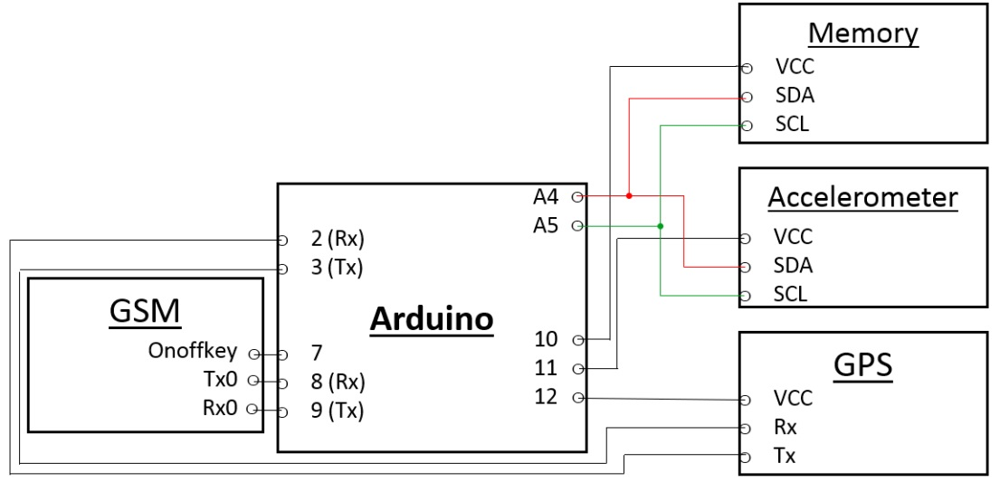 Memory
VCC
SDA
SCL
Accelerometer
VCC
SDA
SCL
GPS
VCC
Rx
Tx
Arduino
A4
A5
2 (Rx)
3 (Tx)
7
8 (Rx)
9 (Tx)
10
11
12
GSM
Onoffkey
Tx0
Rx0